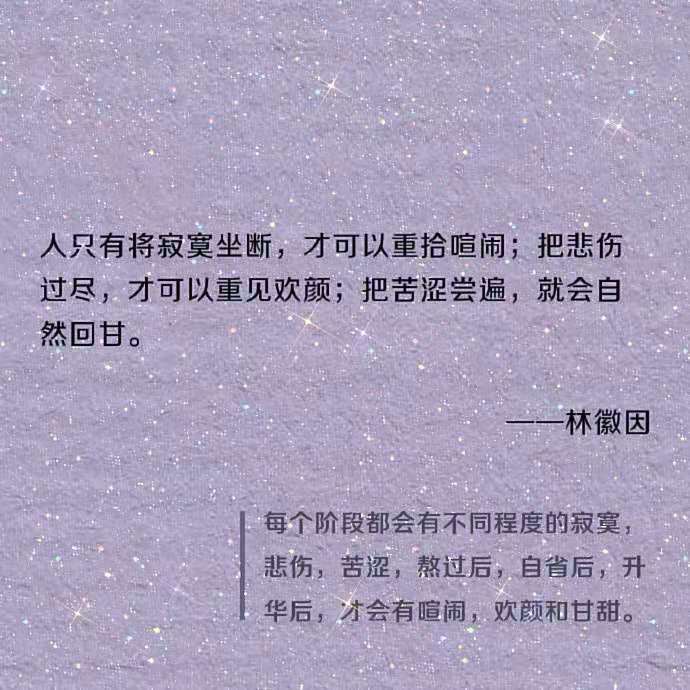 人只有将寂寞坐断，才可以重拾喧闹；把悲伤
过尽，才可以重见欢颜；把苦涩尝遍，就会自
然回甘。
——林徽因
每个阶段都会有不同程度的寂寞，
悲伤，苦涩，熬过后，自省后，升
华后，才会有喧闹，欢颜和甘甜。